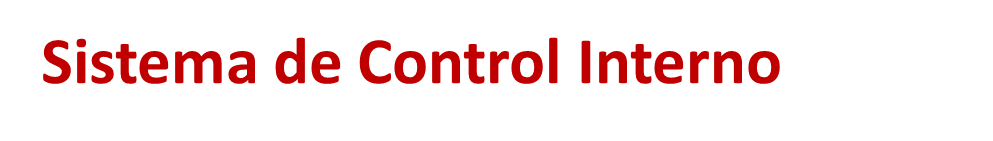 Sistema de Control Interno